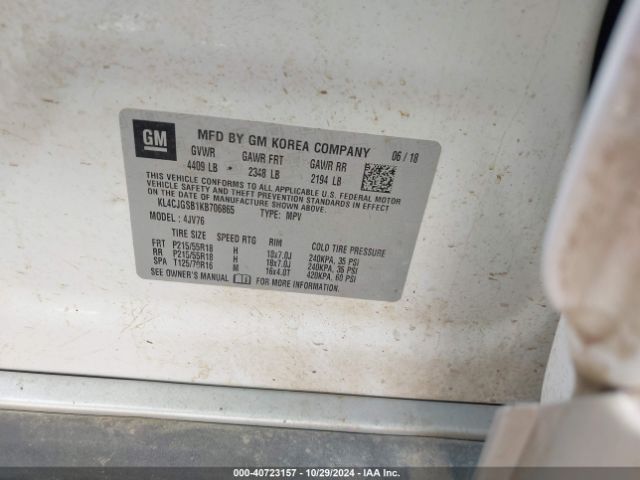 GM MFD BY GM KOREA COMPANY 06/18
GVWR GAWR FRT GAWR RR
4409 LB 2348 LB 2194 LB
THIS VEHICLE CONFORMS TO ALL APPLICABLE U.S. FEDERAL MOTOR
VEHICLE SAFETY AND THEFT PREVENTION STANDARDS IN EFFECT ON
THE DATE OF MANUFACTURE SHOWN ABOVE.
KL4CJGSB1KB706865 TYPE: MPV
MODEL: 4JV76
TIRE SIZE SPEED RTG RIM COLD TIRE PRESSURE
FRT P215/55R18 H 18x7.0J 240KPA, 35 PSI
RR P215/55R18 H 18x7.0J 240KPA, 35 PSI
SPA T125/70R16 M 16x4.0T 420KPA, 60 PSI
SEE OWNER'S MANUAL FOR MORE INFORMATION.
000-40723157 - 10/29/2024 - IAA Inc.